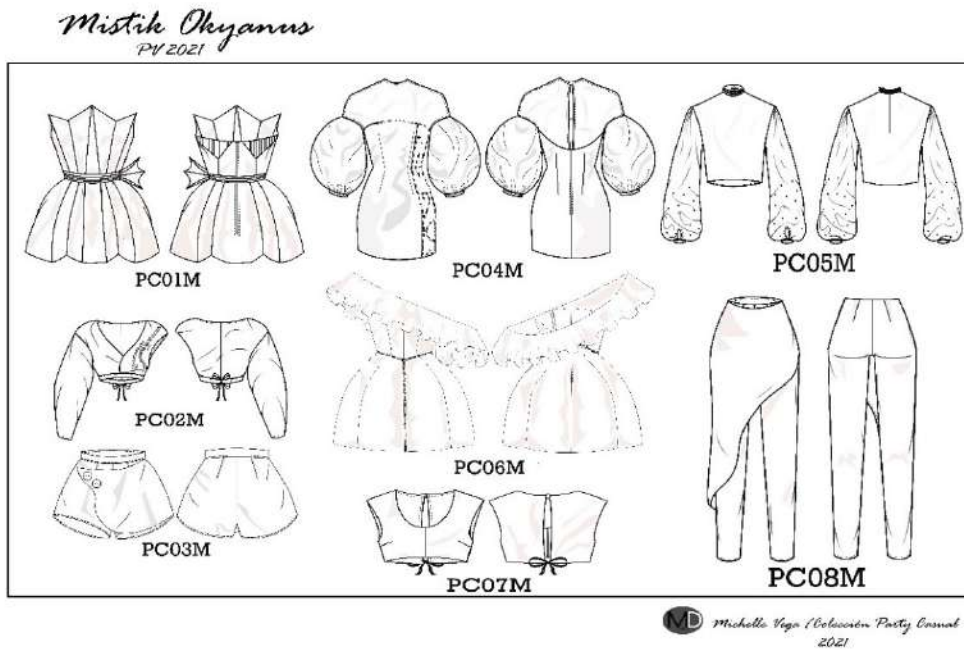 Mistik Okyanus
PV 2021
PC01M
PC04M
PC05M
PC02M
PC06M
PC03M
PC07M
PC08M
MD
Michelle Vega / Colección Party Casual
2021